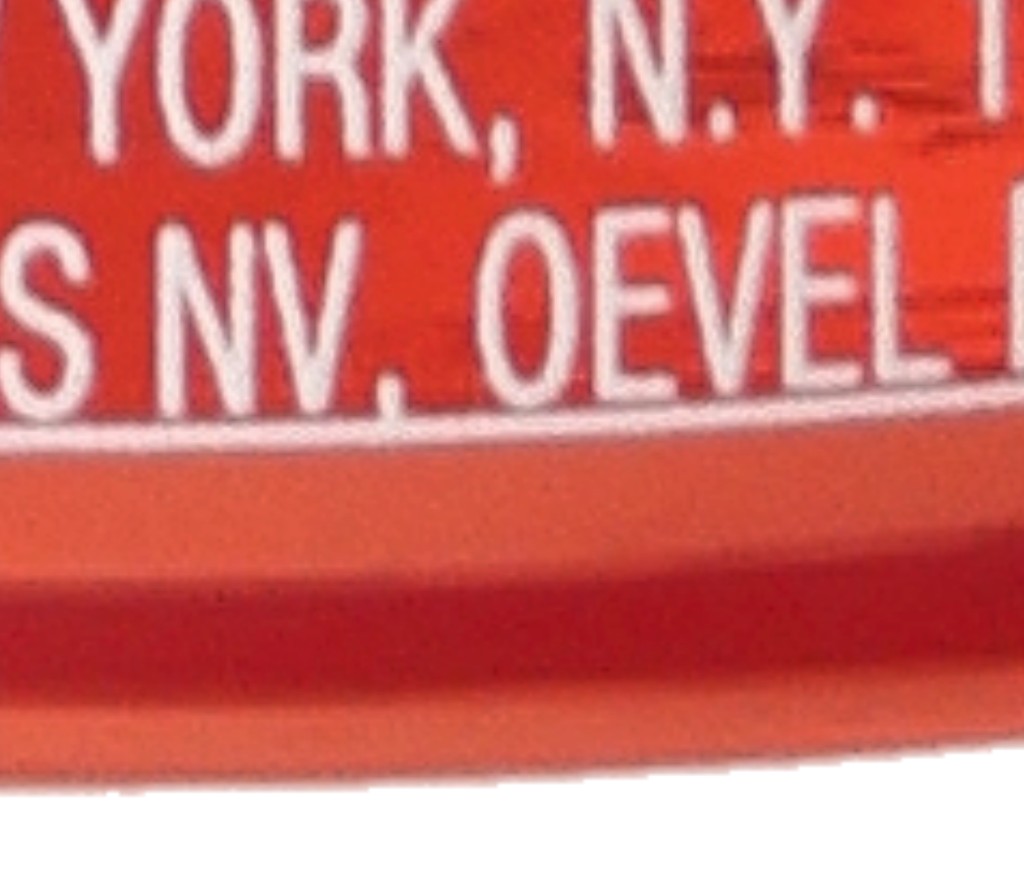 YORK, N.Y.
S NV. OEVEL